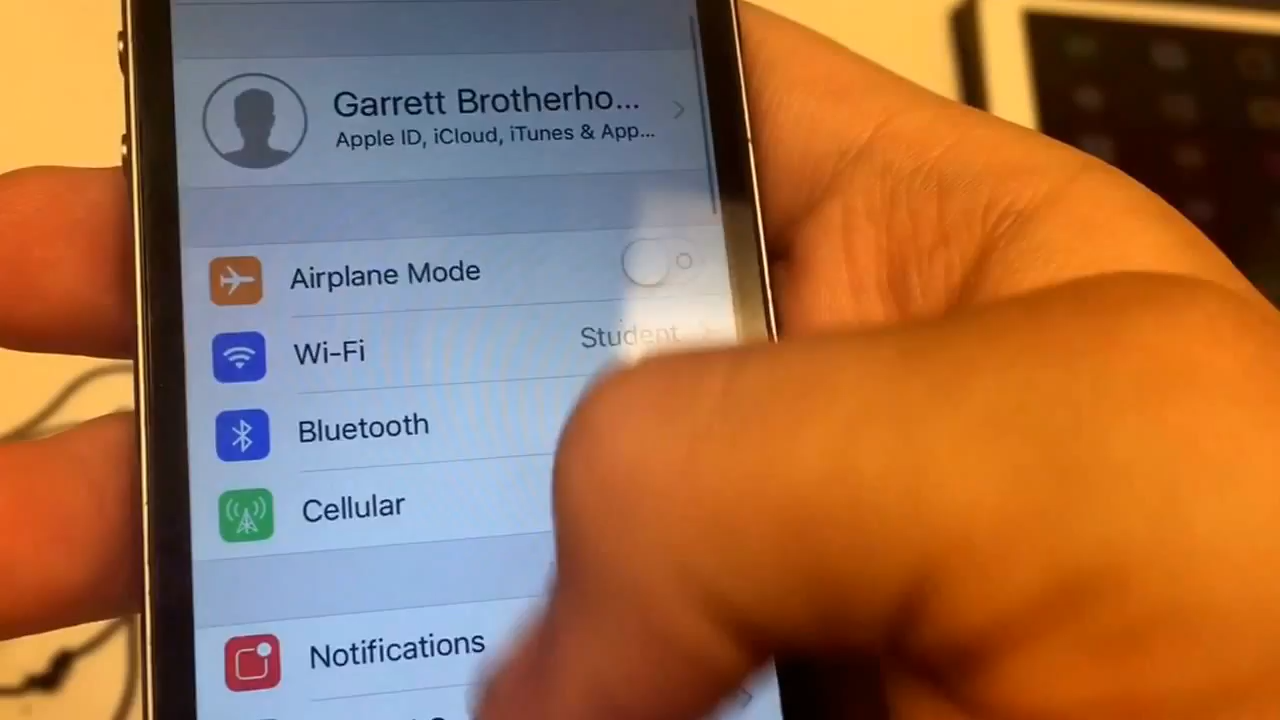 Garrett Brotherho...
Apple ID, iCloud, iTunes & App...
Airplane Mode
Wi-Fi
Student
Bluetooth
Cellular
Notifications